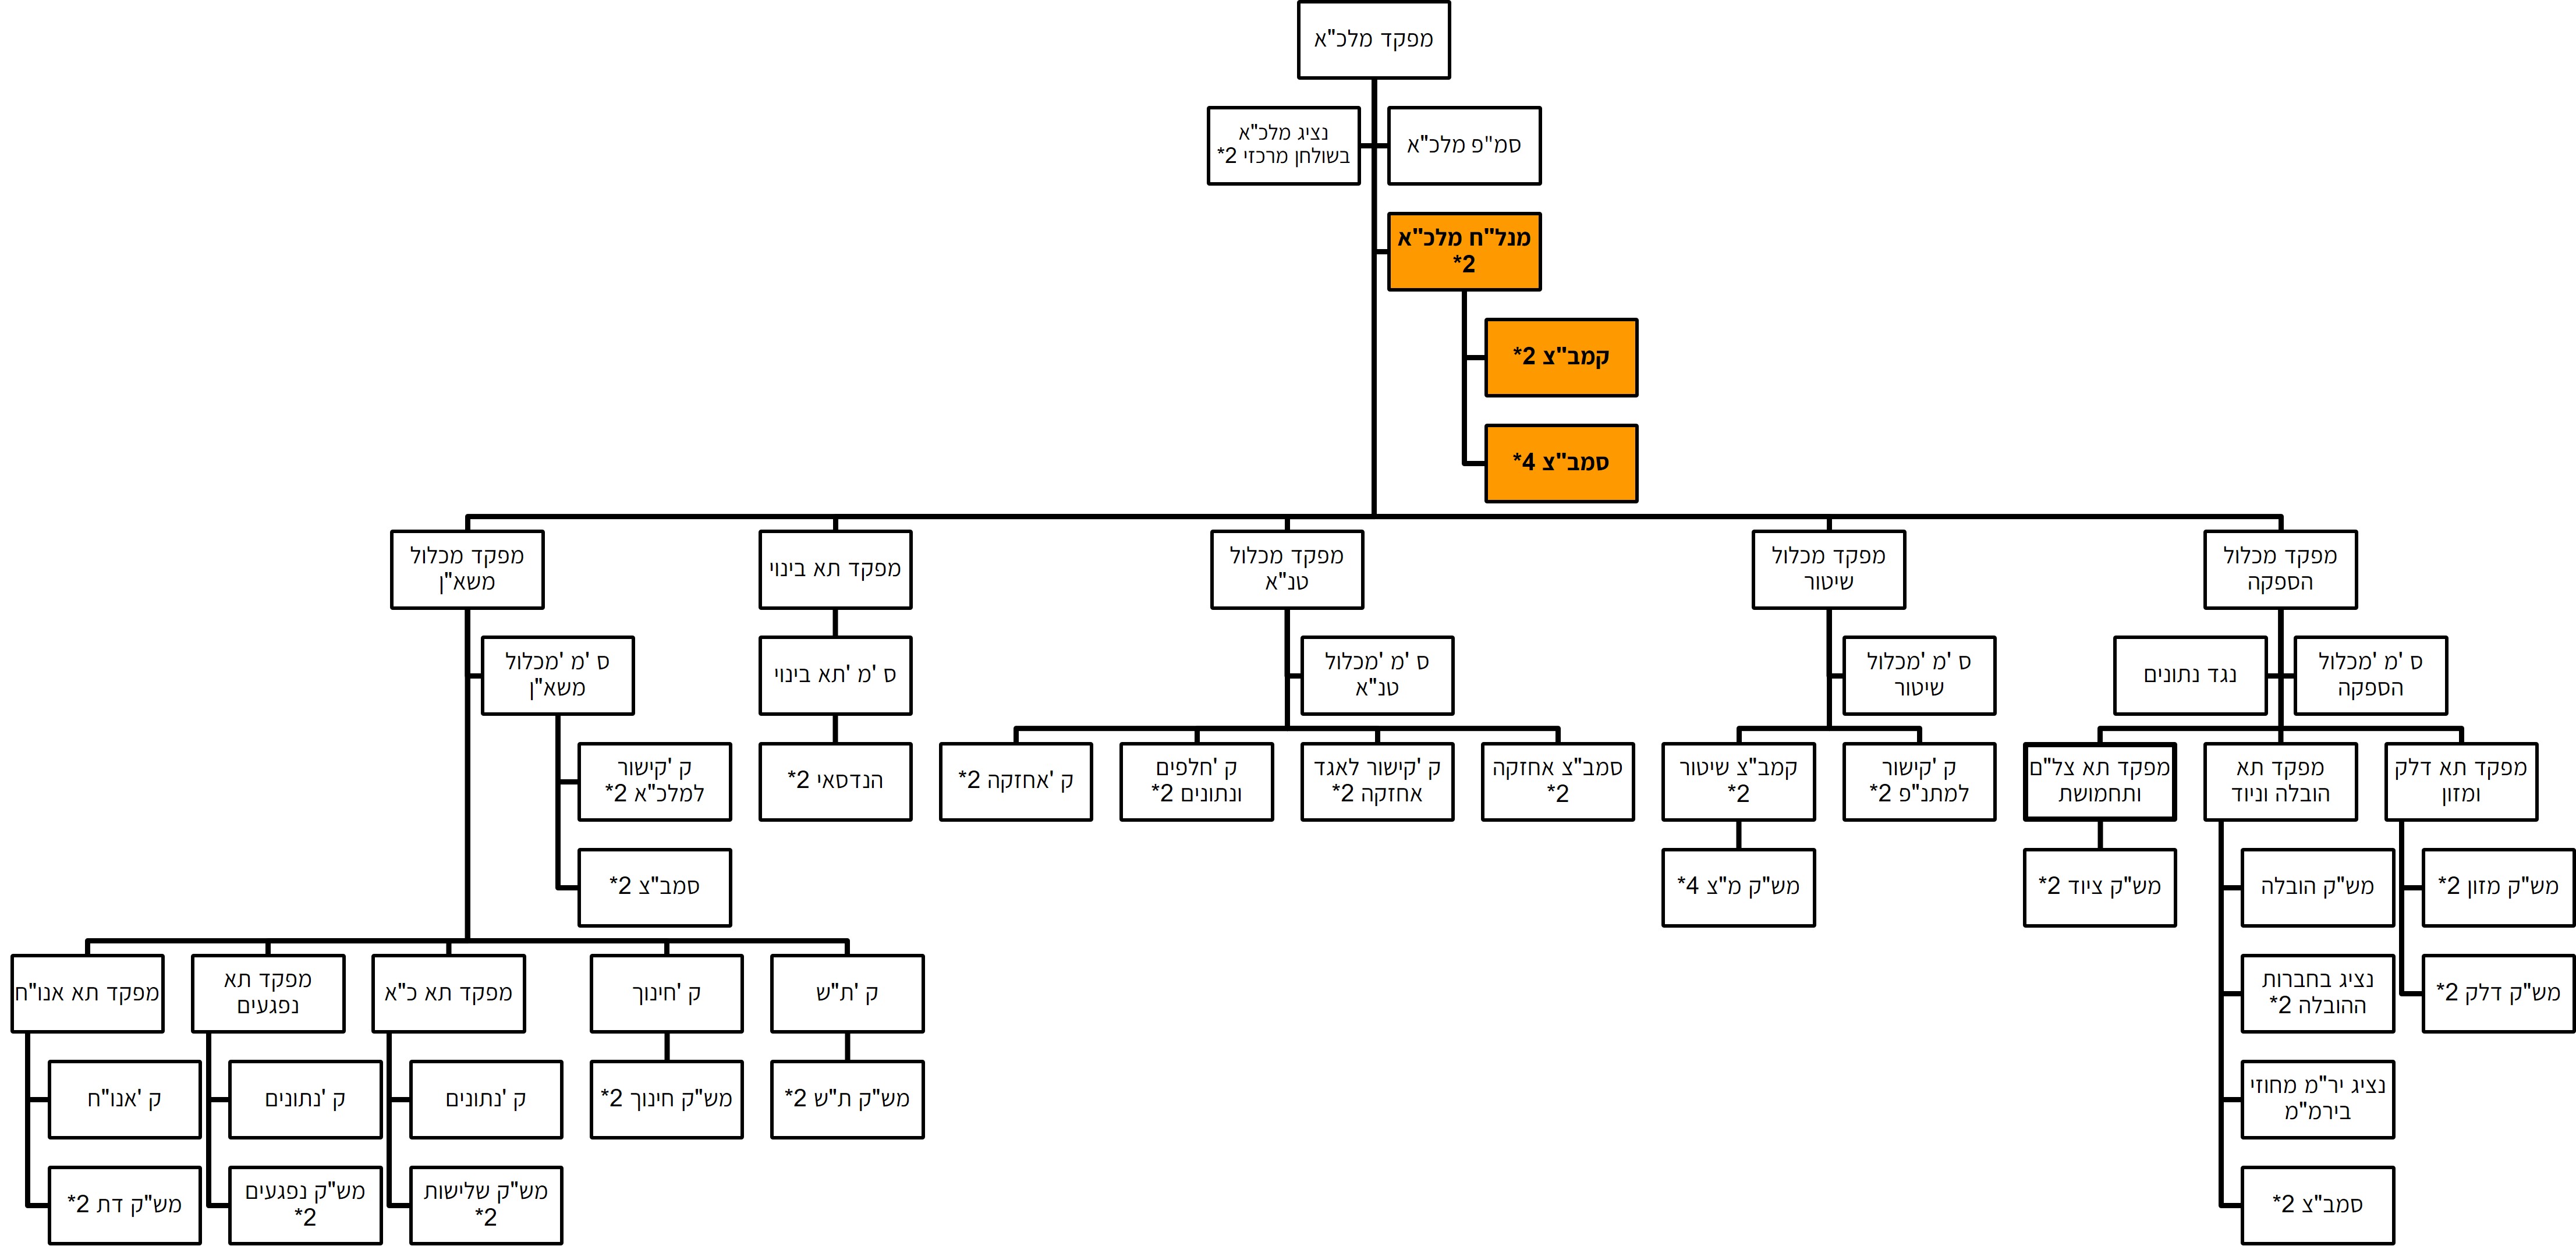 מפקד מלכ"א
סמ"פ מלכ"א
נציג מלכ"א
בשולחן מרכזי 2*
מנל"ח מלכ"א
2*
קמב"צ 2*
סמב"צ 4*
מפקד מכלול
הספקה
מפקד מכלול
שיטור
מפקד מכלול
טנ"א
מפקד תא בינוי
מפקד מכלול
משא"ן
ס 'מ 'מכלול
הספקה
נגד נתונים
ס 'מ 'מכלול
שיטור
ס 'מ 'מכלול
טנ"א
ס 'מ 'תא בינוי
ס 'מ 'מכלול
משא"ן
מפקד תא דלק
ומזון
מפקד תא
הובלה וניוד
מפקד תא צל"ם
ותחמושת
ק 'קישור
למתנ"פ 2*
קמב"צ שיטור
2*
סמב"צ אחזקה
2*
ק 'קישור לאגד
אחזקה 2*
ק 'חלפים
ונתונים 2*
ק 'אחזקה 2*
הנדסאי 2*
ק 'קישור
למלכ"א 2*
מש"ק מזון 2*
מש"ק הובלה
מש"ק ציוד 2*
מש"ק מ"צ 4*
סמב"צ 2*
מש"ק דלק 2*
נציג בחברות
ההובלה 2*
ק 'ת"ש
ק 'חינוך
מפקד תא כ"א
מפקד תא
נפגעים
מפקד תא אנו"ח
נציג יר"מ מחוזי
בירמ"מ
מש"ק ת"ש 2*
מש"ק חינוך 2*
ק 'נתונים
ק 'נתונים
ק 'אנו"ח
סמב"צ 2*
מש"ק שלישות
2*
מש"ק נפגעים
2*
מש"ק דת 2*